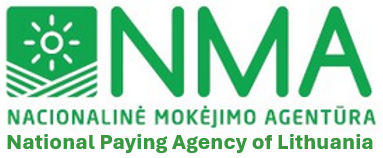 NMA
NACIONALINĖ MOKĖJIMO AGENTŪRA
National Paying Agency of Lithuania